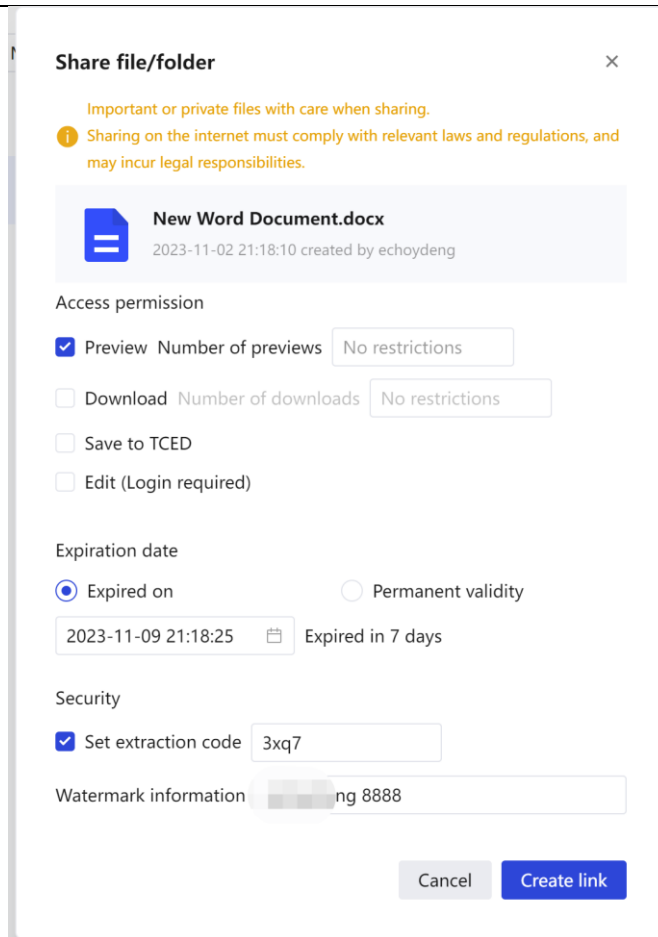 Share file/folder
Important or private files with care when sharing.
Sharing on the internet must comply with relevant laws and regulations, and
may incur legal responsibilities.
New Word Document.docx
2023-11-02 21:18:10 created by echoydeng
Access permission
Preview Number of previews No restrictions
Download Number of downloads No restrictions
Save to TCED
Edit (Login required)
Expiration date
Expired on Permanent validity
2023-11-09 21:18:25 Expired in 7 days
Security
Set extraction code 3xq7
Watermark information ng 8888
Cancel Create link